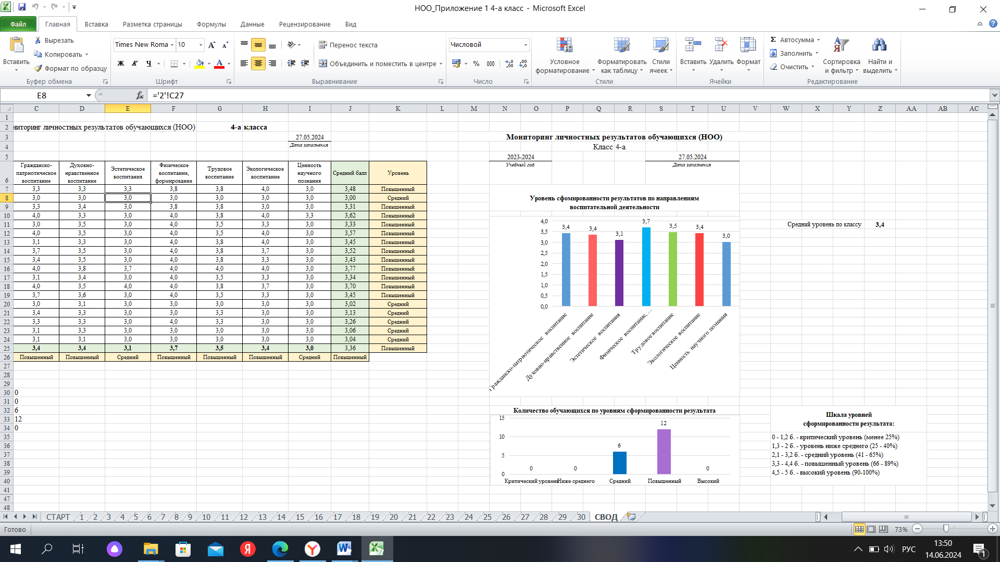 НОО_Приложение 1 4-а класс - Microsoft Excel
Файл Главная Вставка Разметка страницы Формулы Данные Рецензирование Вид
Вставить
Вырезать
Копировать
Формат по образцу
Буфер обмена
Times New Roma 10
Ж К Ч А
Шрифт
Перенос текста
Объединить и поместить в центре
Выравнивание
Числовой
% 000
Число
Условное форматирование
Форматировать как таблицу
Стили ячеек
Стили
Вставить Удалить Формат
Ячейки
Σ Автосумма
Заполнить
Очистить
Сортировка и фильтр
Найти и выделить
Редактирование
E8 fx ='2'!C27
C D E F G H I J K L M N O P Q R S T U V W X Y Z AA AB AC
1
2 ниторинг личностных результатов обучающихся (НОО) 4-а класса
3 27.05.2024
4 Дата заполнения
5
6 Гражданско-патриотическое воспитание Духовно-нравственное воспитание Эстетическое воспитания Физическое воспитание, формирование Трудовое воспитание Экологическое воспитание Ценность научного познания Средний балл Уровень
7 3,3 3,3 3,3 3,8 3,8 4,0 3,0 3,48 Повышенный
8 3,0 3,0 3,0 3,0 3,0 3,0 3,0 3,00 Средний
9 3,3 3,4 3,0 3,8 3,8 3,0 3,0 3,31 Повышенный
10 4,0 3,3 3,0 4,0 3,8 4,0 3,3 3,62 Повышенный
11 3,0 3,5 3,0 4,0 3,5 3,3 3,0 3,33 Повышенный
12 4,0 3,5 3,0 4,0 3,5 4,0 3,0 3,57 Повышенный
13 3,1 3,3 3,0 4,0 3,8 4,0 3,0 3,45 Повышенный
14 3,7 3,5 3,0 4,0 3,8 3,7 3,0 3,52 Повышенный
15 3,4 3,5 3,0 4,0 3,8 3,3 3,0 3,43 Повышенный
16 4,0 3,8 3,7 4,0 4,0 4,0 3,0 3,77 Повышенный
17 3,1 3,4 3,0 4,0 3,5 3,3 3,0 3,34 Повышенный
18 4,0 3,5 4,0 4,0 3,8 3,7 3,0 3,70 Повышенный
19 3,7 3,6 3,0 4,0 3,5 3,3 3,0 3,45 Повышенный
20 3,0 3,1 3,0 3,0 3,0 3,0 3,0 3,02 Средний
21 3,4 3,3 3,0 3,0 3,3 3,0 3,0 3,13 Средний
22 3,3 3,3 3,0 4,0 3,3 3,0 3,0 3,26 Средний
23 3,1 3,3 3,0 3,0 3,0 3,0 3,0 3,06 Средний
24 3,1 3,1 3,0 3,0 3,0 3,0 3,0 3,04 Средний
25 3,4 3,4 3,1 3,7 3,5 3,4 3,0 3,36 Повышенный
26 Повышенный Повышенный Средний Повышенный Повышенный Повышенный Средний Повышенный
27
28
29
30 0
31 0
32 6
33 12
34 0
35
36
37
38
39
40
41
47
48
Мониторинг личностных результатов обучающихся (НОО)
Класс 4-а
2023-2024 27.05.2024
Учебный год Дата заполнения
Уровень сфомированности результатов по направлениям
воспитательной деятельности
4,0
3,5
3,0
2,5
2,0
1,5
1,0
0,5
0,0
3,4 3,4 3,1 3,7 3,5 3,4 3,0
Гражданско-патриотическое воспитание
Духовно-нравственное воспитание
Эстетическое воспитания
Физическое воспитание, ...
Трудовое воспитание
Экологическое воспитание
Ценность научного познания
Средний уровень по классу 3,4
Количество обучающихся по уровням сформированности результата
15
10
5
0
0 0 6 12 0
Критический уровень Ниже среднего Средний Повышенный Высокий
Шкала уровней
сформированности результата:
0 - 1,2 б. - критический уровень (менее 25%)
1,3 - 2 б. - уровень ниже среднего (25 - 40%)
2,1 - 3,2 б. - средний уровень (41 - 65%)
3,3 - 4,4 б. - повышенный уровень (66 - 89%)
4,5 - 5 б. - высокий уровень (90-100%)
СТАРТ 1 2 3 4 5 6 7 8 9 10 11 12 13 14 15 16 17 18 19 20 21 22 23 24 25 26 27 28 29 30 СВОД
Готово 73%
РУС 13:50
14.06.2024
1